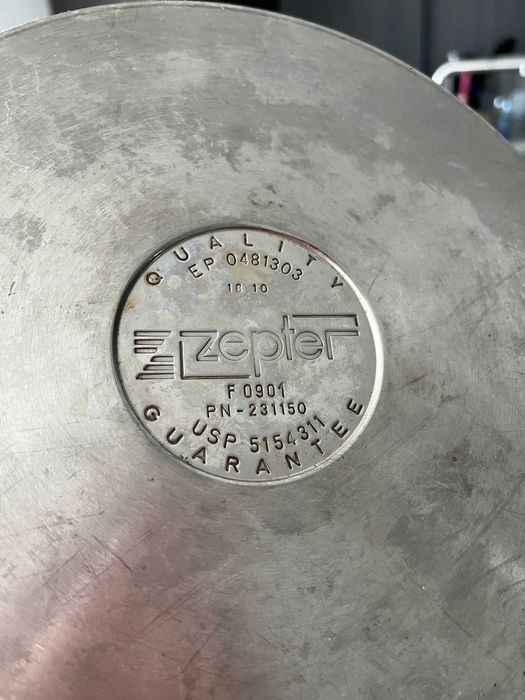 QUALITY
EP 0481303
18 10
zepter
F 0901
PN-231150
USP 5154311
GUARANTEE